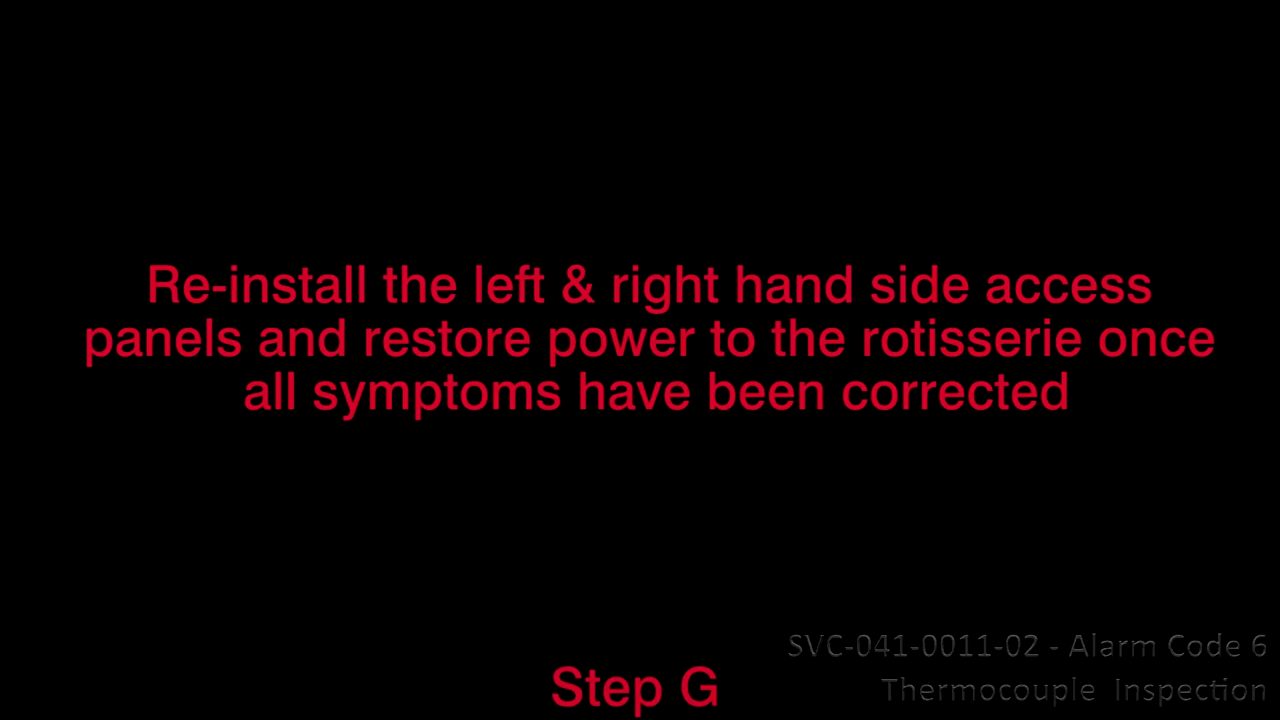 Re-install the left & right hand side access
panels and restore power to the rotisserie once
all symptoms have been corrected
SVC-041-0011-02 - Alarm Code 6
Step G
Thermocouple Inspection